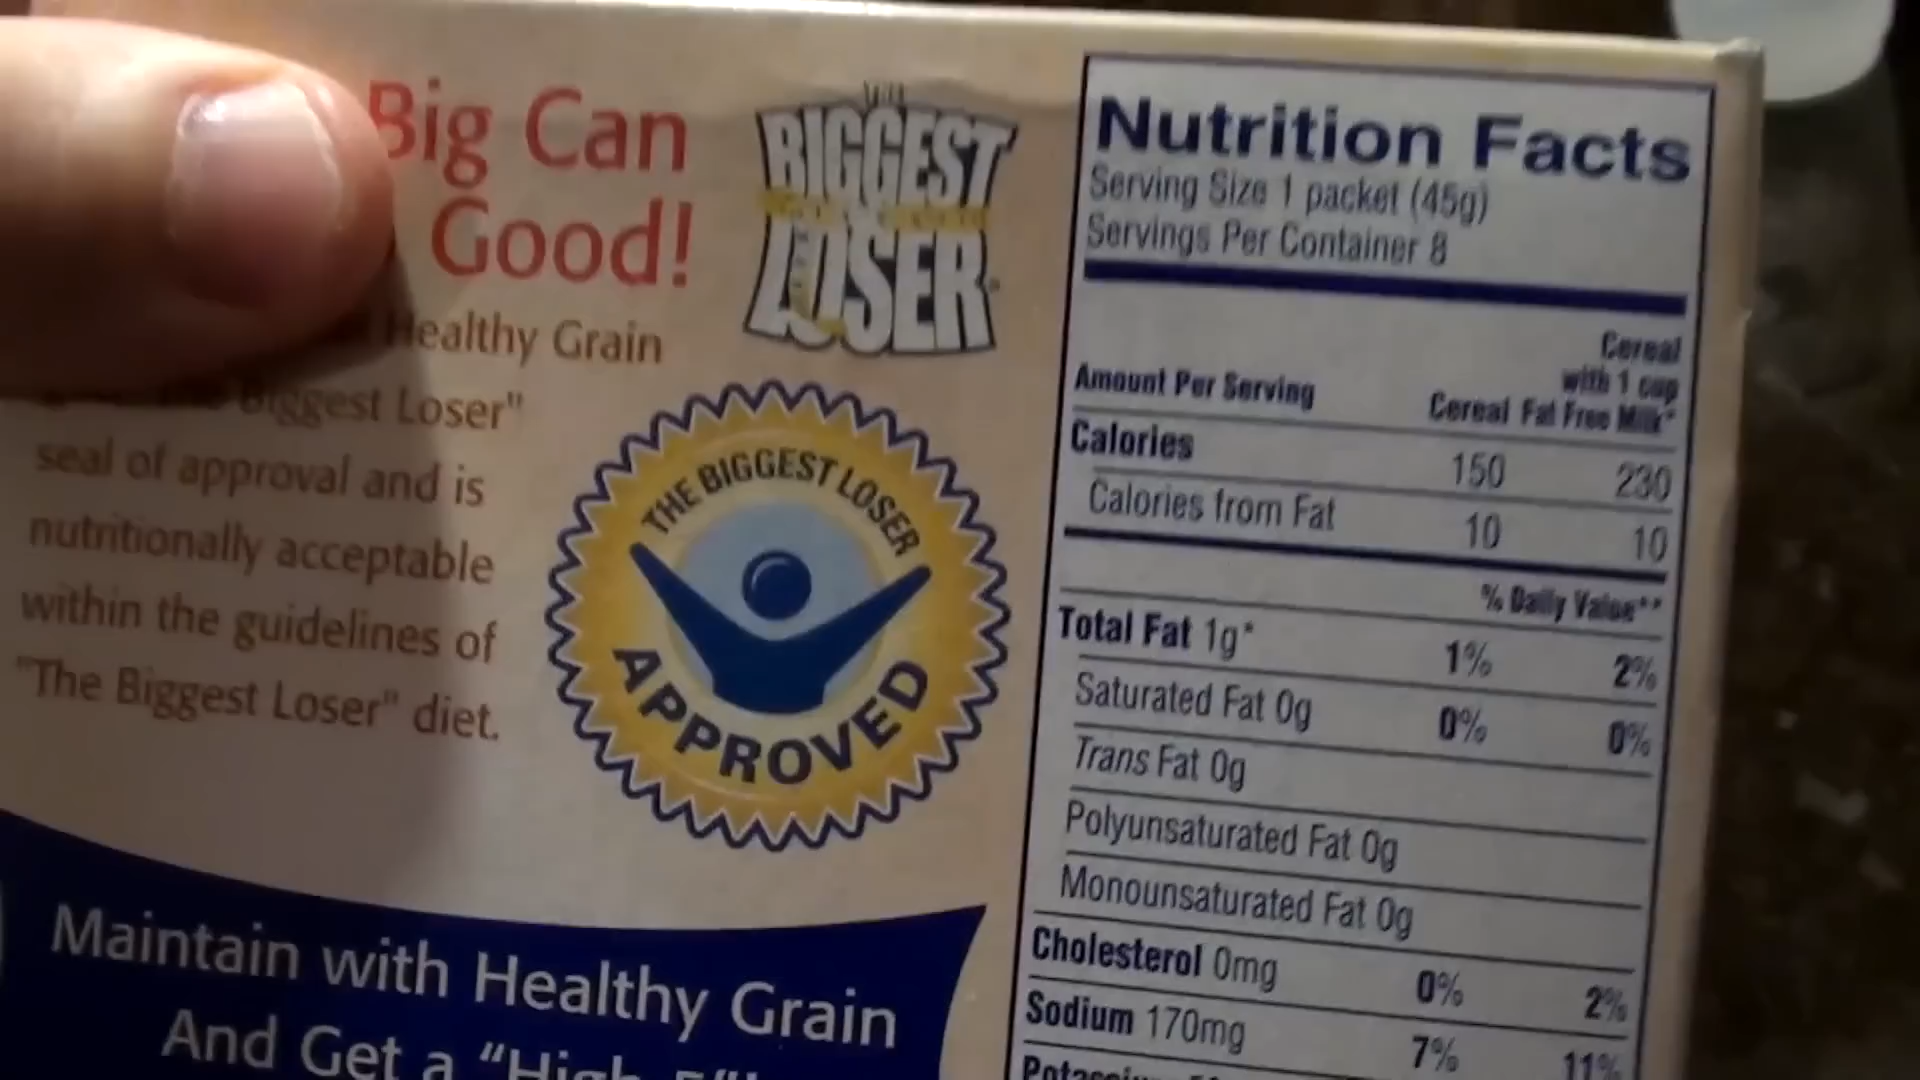 Big Can
Good!
Healthy Grain
Biggest Loser"
seal of approval and is
nutritionally acceptable
within the guidelines of
"The Biggest Loser" diet.
THE
BIGGEST
LOSER
THE BIGGEST LOSER
APPROVED
Maintain with Healthy Grain
And Get a "High 5"!
Nutrition Facts
Serving Size 1 packet (45g)
Servings Per Container 8
Amount Per Serving Cereal Cereal with 1 cup Fat Free Milk*
Calories 150 230
Calories from Fat 10 10
% Daily Value**
Total Fat 1g* 1% 2%
Saturated Fat 0g 0% 0%
Trans Fat 0g
Polyunsaturated Fat 0g
Monounsaturated Fat 0g
Cholesterol 0mg 0% 2%
Sodium 170mg 7% 11%